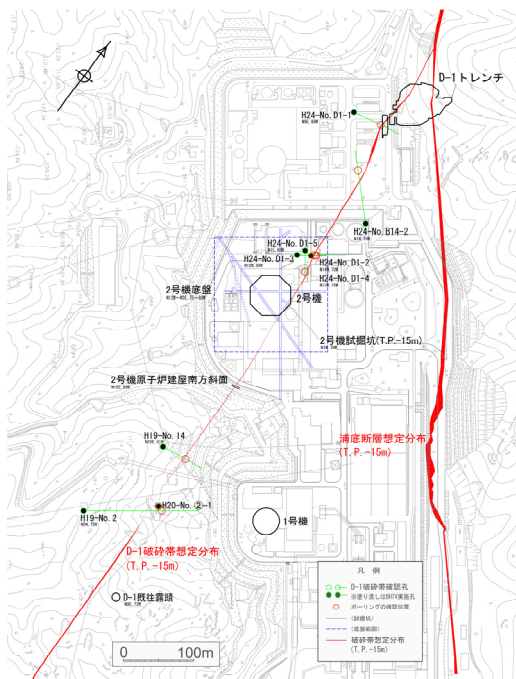 D-1トレンチ
H24-No.D1-1
H24-No.B14-2
H24-No.D1-5
H24-No.D1-3
H24-No.D1-2
H24-No.D1-4
2号機底盤
2号機
2号機試掘坑(T.P.-15m)
2号機原子炉建屋南方斜面
H19-No.14
浦底断層想定分布
(T.P.-15m)
H20-No.②-1
H19-No.2
1号機
D-1破砕帯想定分布
(T.P.-15m)
D-1既往露頭
0 100m
凡 例
D-1破砕帯確認孔
※塗り潰しはBHTV実施孔
ボーリングの確認位置
(試掘坑)
(底盤範囲)
破砕帯想定分布
(T.P.-15m)